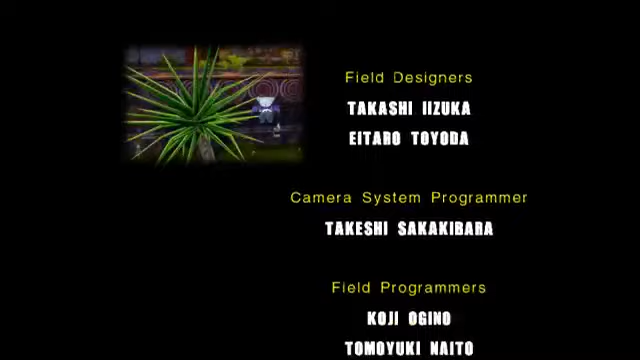 Field Designers
TAKASHI IIZUKA
EITARO TOYODA
Camera System Programmer
TAKESHI SAKAKIBARA
Field Programmers
KOJI OGINO
TOMOYUKI NAITO